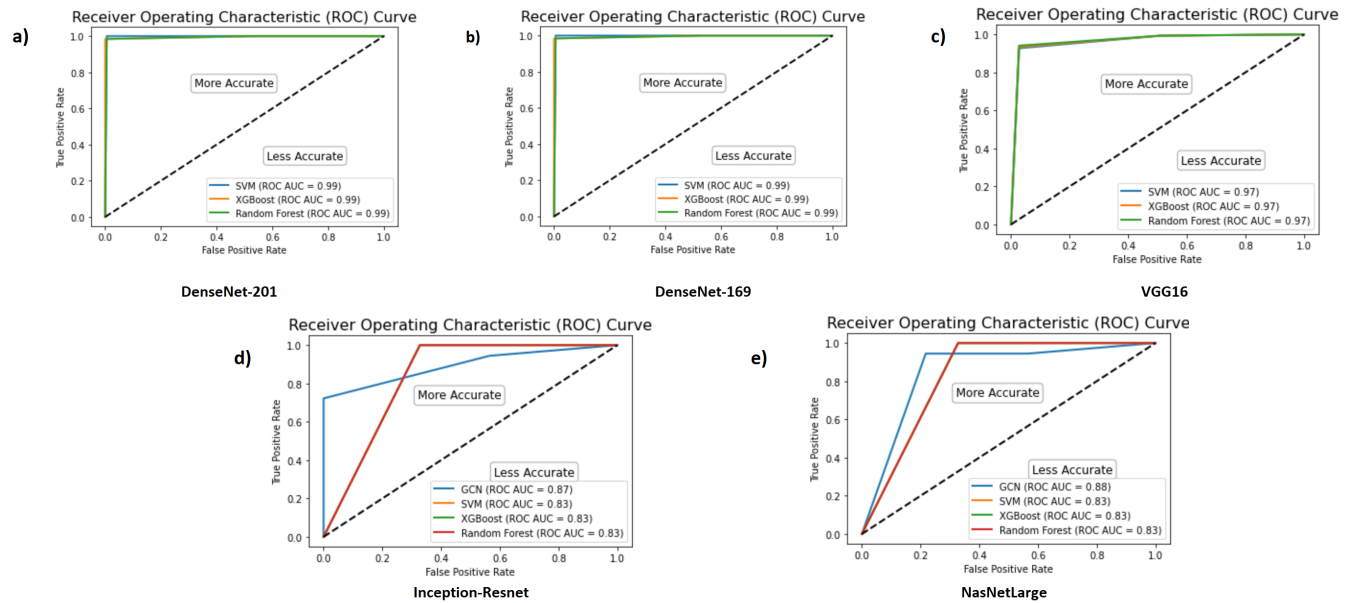 a)
Receiver Operating Characteristic (ROC) Curve
True Positive Rate
1.0
0.8
0.6
0.4
0.2
0.0
More Accurate
Less Accurate
SVM (ROC AUC = 0.99)
XGBoost (ROC AUC = 0.99)
Random Forest (ROC AUC = 0.99)
0.0 0.2 0.4 0.6 0.8 1.0
False Positive Rate
DenseNet-201
b)
Receiver Operating Characteristic (ROC) Curve
True Positive Rate
1.0
0.8
0.6
0.4
0.2
0.0
More Accurate
Less Accurate
SVM (ROC AUC = 0.99)
XGBoost (ROC AUC = 0.99)
Random Forest (ROC AUC = 0.99)
0.0 0.2 0.4 0.6 0.8 1.0
False Positive Rate
DenseNet-169
c)
Receiver Operating Characteristic (ROC) Curve
True Positive Rate
1.0
0.8
0.6
0.4
0.2
0.0
More Accurate
Less Accurate
SVM (ROC AUC = 0.97)
XGBoost (ROC AUC = 0.97)
Random Forest (ROC AUC = 0.97)
0.0 0.2 0.4 0.6 0.8 1.0
False Positive Rate
VGG16
d)
Receiver Operating Characteristic (ROC) Curve
True Positive Rate
1.0
0.8
0.6
0.4
0.2
0.0
More Accurate
Less Accurate
GCN (ROC AUC = 0.87)
SVM (ROC AUC = 0.83)
XGBoost (ROC AUC = 0.83)
Random Forest (ROC AUC = 0.83)
0.0 0.2 0.4 0.6 0.8 1.0
False Positive Rate
Inception-Resnet
e)
Receiver Operating Characteristic (ROC) Curve
True Positive Rate
1.0
0.8
0.6
0.4
0.2
0.0
More Accurate
Less Accurate
GCN (ROC AUC = 0.88)
SVM (ROC AUC = 0.83)
XGBoost (ROC AUC = 0.83)
Random Forest (ROC AUC = 0.83)
0.0 0.2 0.4 0.6 0.8 1.0
False Positive Rate
NasNetLarge